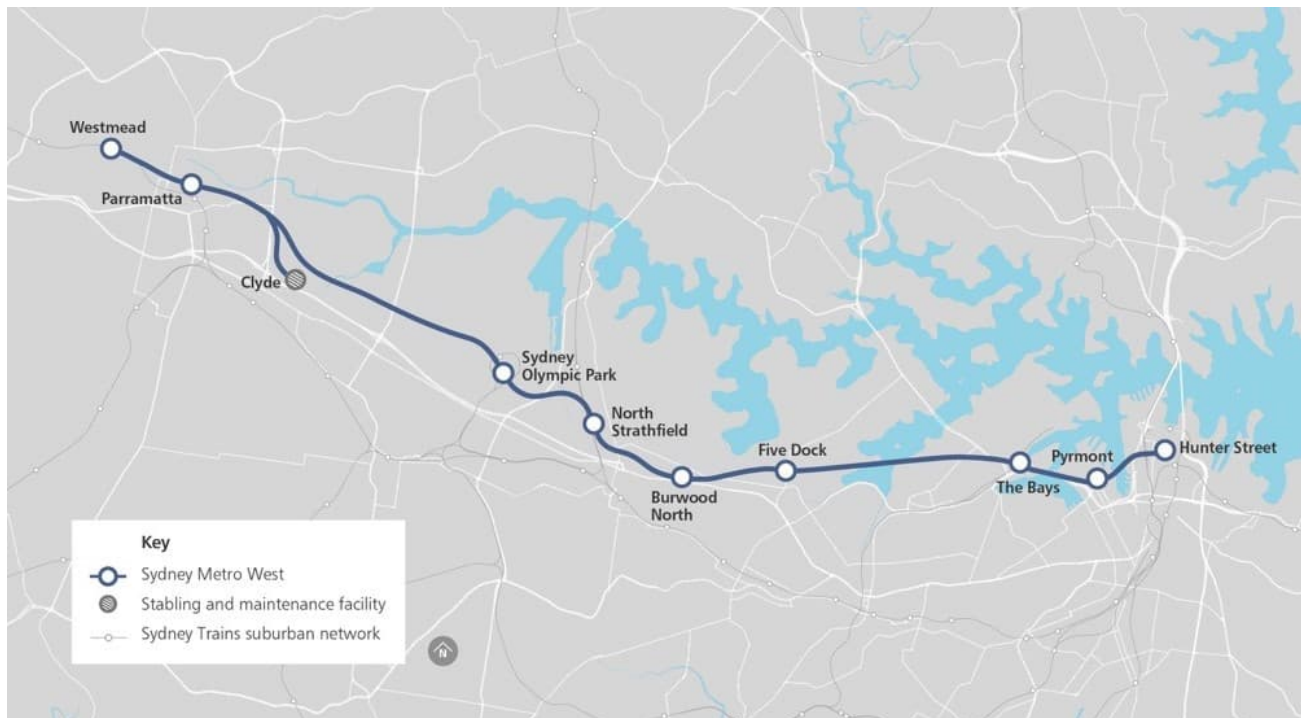 Westmead
Parramatta
Clyde
Sydney
Olympic Park
North
Strathfield
Five Dock
Burwood
North
Pyrmont
The Bays
Hunter Street
Key
Sydney Metro West
Stabling and maintenance facility
Sydney Trains suburban network
N